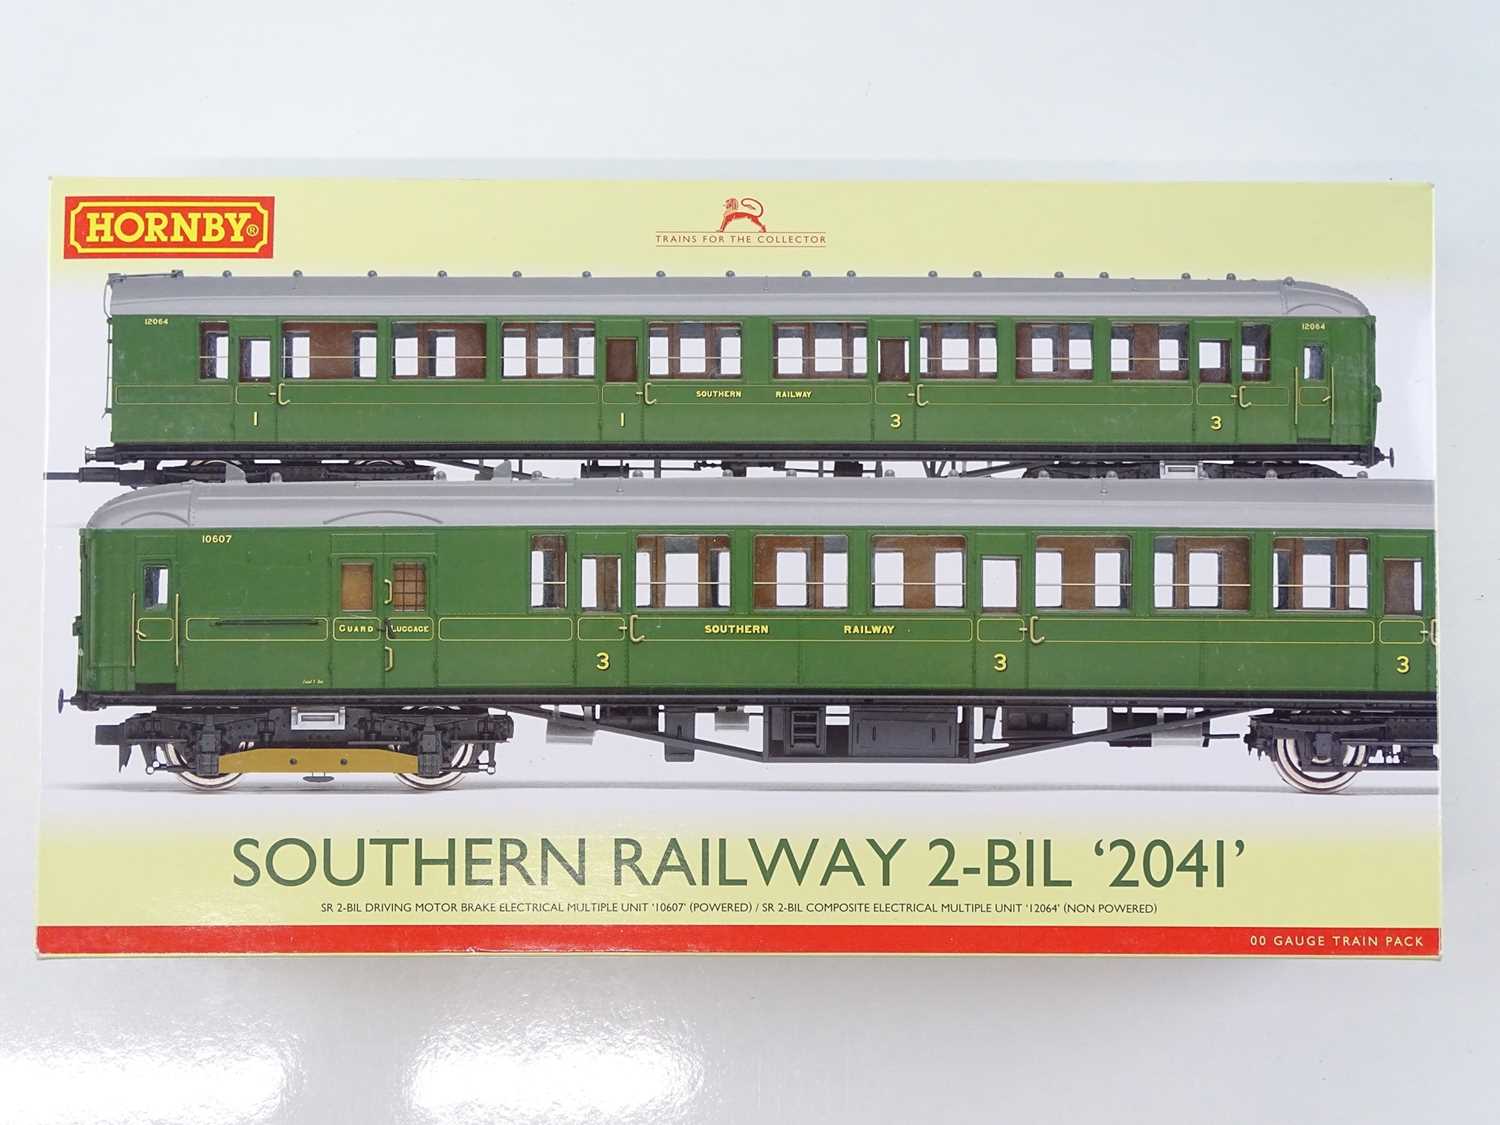 HORNBY®
TRAINS FOR THE COLLECTOR
12064
12064
SOUTHERN RAILWAY
1 1 3 3
10607
GUARD LUGGAGE
SOUTHERN RAILWAY
3 3 3
SOUTHERN RAILWAY 2-BIL ‘2041’
SR 2-BIL DRIVING MOTOR BRAKE ELECTRICAL MULTIPLE UNIT ‘10607’ (POWERED) / SR 2-BIL COMPOSITE ELECTRICAL MULTIPLE UNIT ‘12064’ (NON POWERED)
00 GAUGE TRAIN PACK